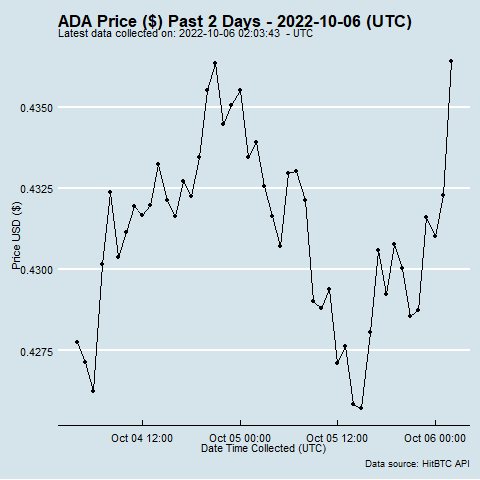 ADA Price ($) Past 2 Days - 2022-10-06 (UTC)
Latest data collected on: 2022-10-06 02:03:43  - UTC
Price USD ($)
0.4350
0.4325
0.4300
0.4275
Oct 04 12:00 Oct 05 00:00 Oct 05 12:00 Oct 06 00:00
Date Time Collected (UTC)
Data source: HitBTC API